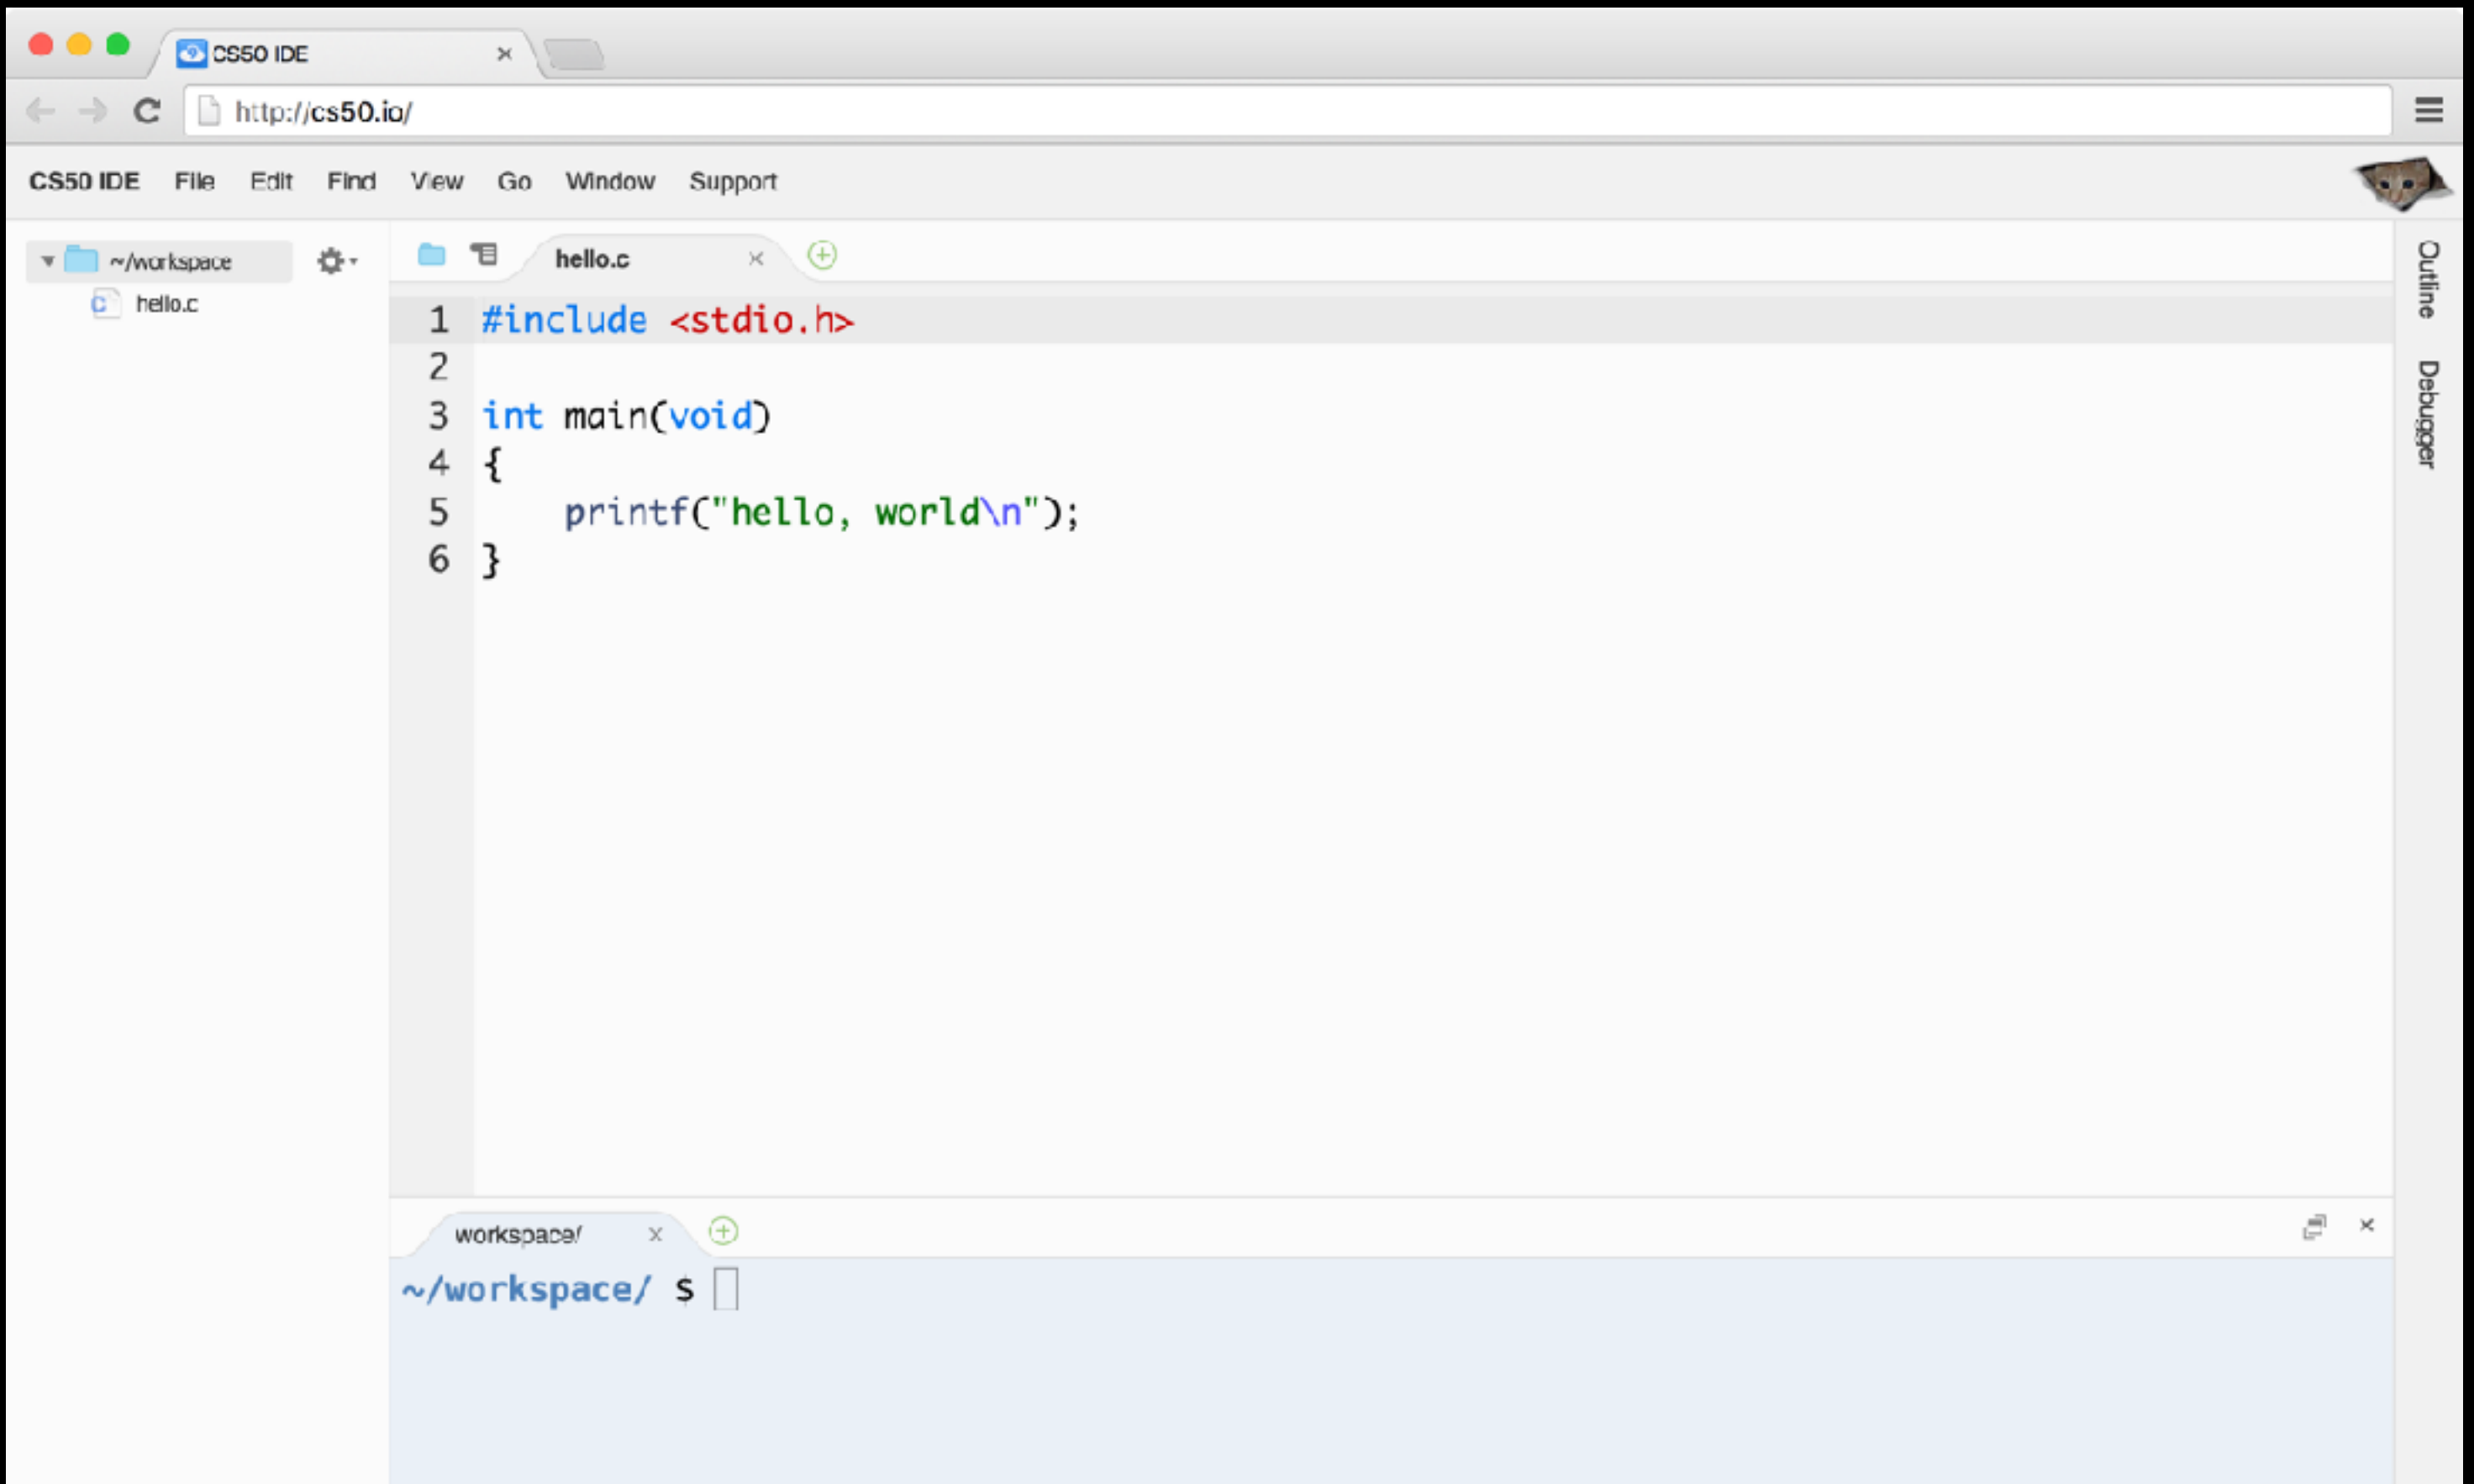 CS50 IDE
http://cs50.io/
CS50 IDE File Edit Find View Go Window Support
~/workspace
hello.c
hello.c
1 #include <stdio.h>
2
3 int main(void)
4 {
5     printf("hello, world\n");
6 }
Outline
Debugger
workspace/
~/workspace/ $